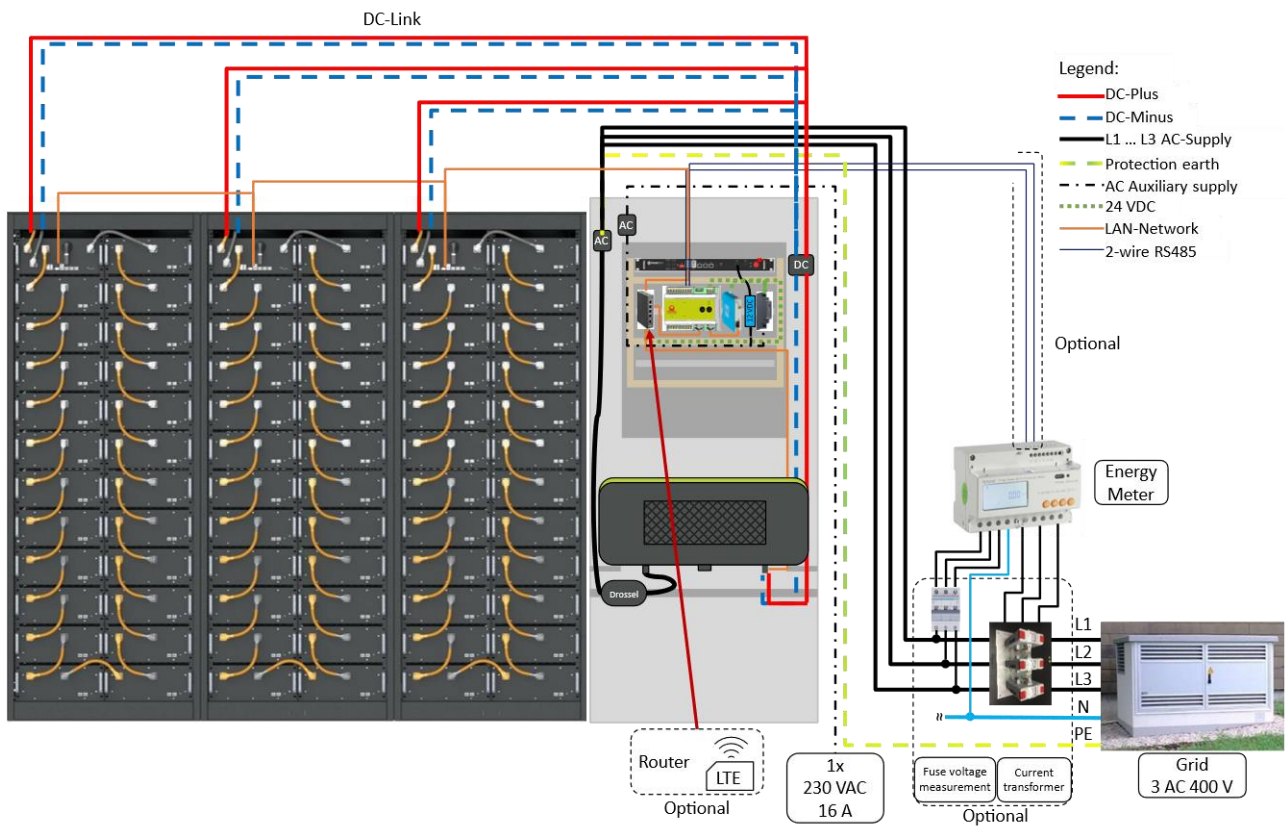 DC-Link
Legend:
DC-Plus
DC-Minus
L1 ... L3 AC-Supply
Protection earth
AC Auxiliary supply
24 VDC
LAN-Network
2-wire RS485
AC
AC
DC
Optional
Energy
Meter
Drossel
L1
L2
L3
N
PE
Router
LTE
Optional
1x
230 VAC
16 A
Fuse voltage
measurement
Current
transformer
Optional
Grid
3 AC 400 V